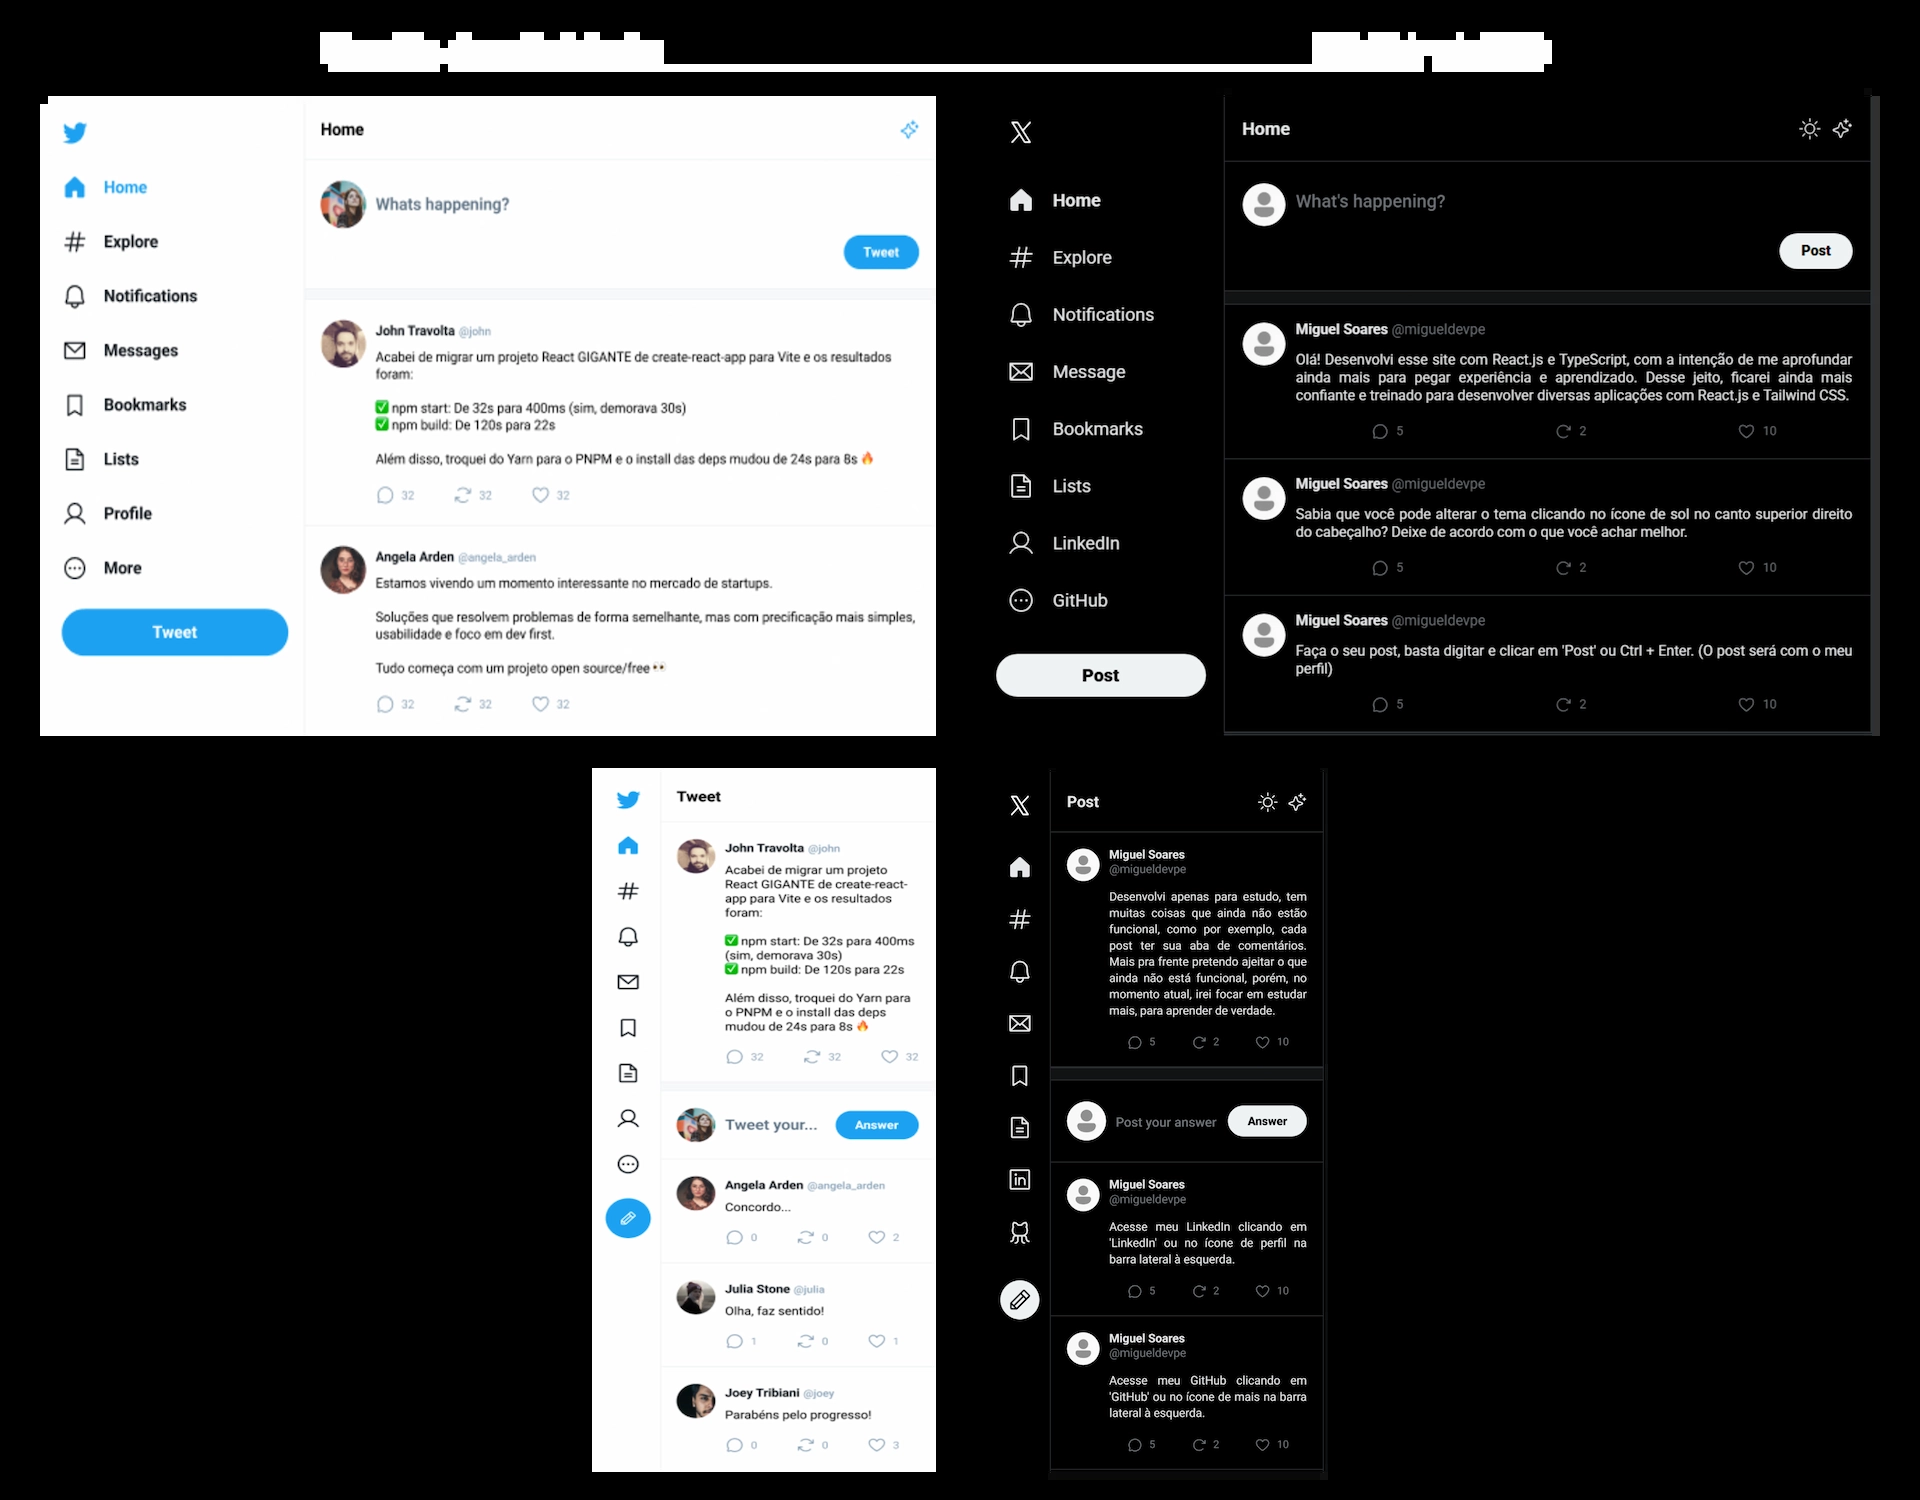 Home
Explore
Notifications
Messages
Bookmarks
Lists
Profile
More
Tweet
Home
Whats happening?
Tweet
John Travolta @john
Acabei de migrar um projeto React GIGANTE de create-react-app para Vite e os resultados
foram:
✅ npm start: De 32s para 400ms (sim, demorava 30s)
✅ npm build: De 120s para 22s
Além disso, troquei do Yarn para o PNPM e o install das deps mudou de 24s para 8s 🔥
32 32 32
Angela Arden @angela_arden
Estamos vivendo um momento interessante no mercado de startups.
Soluções que resolvem problemas de forma semelhante, mas com precificação mais simples,
usabilidade e foco em dev first.
Tudo começa com um projeto open source/free 👀
32 32 32
Home
Explore
Notifications
Message
Bookmarks
Lists
LinkedIn
GitHub
Post
Home
What's happening?
Post
Miguel Soares @migueldevpe
Olá! Desenvolvi esse site com React.js e TypeScript, com a intenção de me aprofundar
ainda mais para pegar experiência e aprendizado. Desse jeito, ficarei ainda mais
confiante e treinado para desenvolver diversas aplicações com React.js e Tailwind CSS.
5 2 10
Miguel Soares @migueldevpe
Sabia que você pode alterar o tema clicando no ícone de sol no canto superior direito
do cabeçalho? Deixe de acordo com o que você achar melhor.
5 2 10
Miguel Soares @migueldevpe
Faça o seu post, basta digitar e clicar em 'Post' ou Ctrl + Enter. (O post será com o meu
perfil)
5 2 10
Tweet
John Travolta @john
Acabei de migrar um projeto
React GIGANTE de create-react-
app para Vite e os resultados
foram:
✅ npm start: De 32s para 400ms
(sim, demorava 30s)
✅ npm build: De 120s para 22s
Além disso, troquei do Yarn para
o PNPM e o install das deps
mudou de 24s para 8s 🔥
32 32 32
Tweet your...
Answer
Angela Arden @angela_arden
Concordo...
0 0 2
Julia Stone @julia
Olha, faz sentido!
1 0 1
Joey Tribiani @joey
Parabéns pelo progresso!
0 0 3
Post
Miguel Soares
@migueldevpe
Desenvolvi apenas para estudo, tem
muitas coisas que ainda não estão
funcional, como por exemplo, cada
post ter sua aba de comentários.
Mais pra frente pretendo ajeitar o que
ainda não está funcional, porém, no
momento atual, irei focar em estudar
mais, para aprender de verdade.
5 2 10
Post your answer
Answer
Miguel Soares
@migueldevpe
Acesse meu LinkedIn clicando em
'LinkedIn' ou no ícone de perfil na
barra lateral à esquerda.
5 2 10
Miguel Soares
@migueldevpe
Acesse meu GitHub clicando em
'GitHub' ou no ícone de mais na barra
lateral à esquerda.
5 2 10